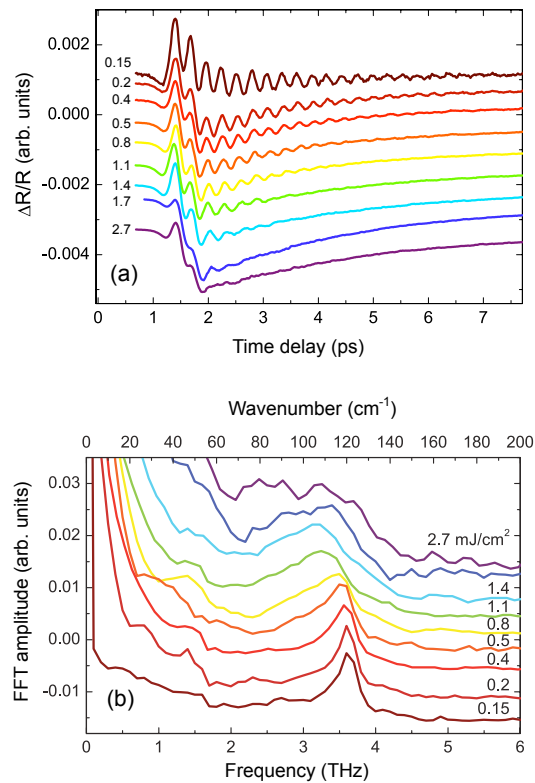 0.002
0.000
-0.002
-0.004
ΔR/R (arb. units)
0.15
0.2
0.4
0.5
0.8
1.1
1.4
1.7
2.7
(a)
0 1 2 3 4 5 6 7
Time delay (ps)
Wavenumber (cm⁻¹)
0 20 40 60 80 100 120 140 160 180 200
0.03
0.02
0.01
0.00
-0.01
FFT amplitude (arb. units)
2.7 mJ/cm²
1.4
1.1
0.8
0.5
0.4
0.2
0.15
(b)
0 1 2 3 4 5 6
Frequency (THz)